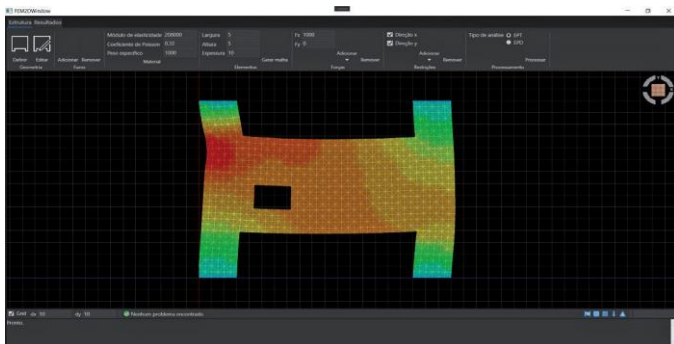 FEM2DWindow
Estrutura Resultados
Módulo de elasticidade 200000 Largura 5 Fx 1000 Direção x Tipo de análise EPT
Coeficiente de Poisson 0,33 Altura 5 Fy 0 Direção y EPD
Peso específico 1000 Espessura 10 Adicionar Adicionar
Definir Editar Adicionar Remover Material Gerar malha Remover Remover Processar
Geometria Furos Elementos Forças Restrições Processamento
Grid dx 10 dy 10 Nenhum problema encontrado
Pronto.